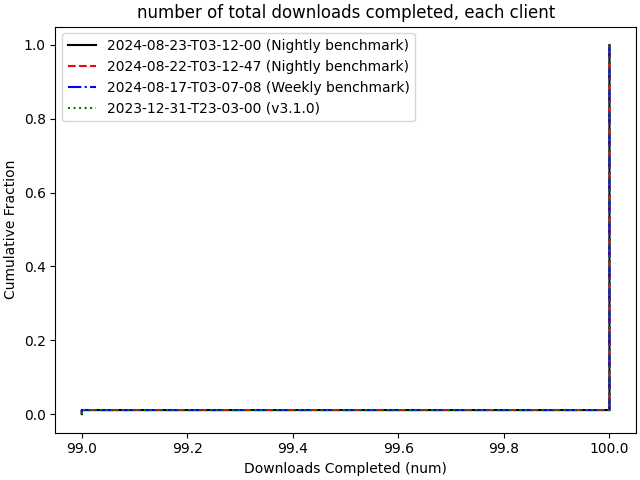 number of total downloads completed, each client
2024-08-23-T03-12-00 (Nightly benchmark)
2024-08-22-T03-12-47 (Nightly benchmark)
2024-08-17-T03-07-08 (Weekly benchmark)
2023-12-31-T23-03-00 (v3.1.0)
Cumulative Fraction
1.0
0.8
0.6
0.4
0.2
0.0
99.0 99.2 99.4 99.6 99.8 100.0
Downloads Completed (num)